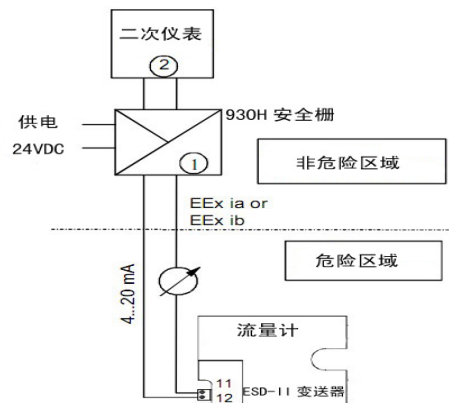 二次仪表
②
930H 安全栅
供电
24VDC
①
非危险区域
EEx ia or
EEx ib
危险区域
4...20 mA
流量计
11
12
ESD-II 变送器